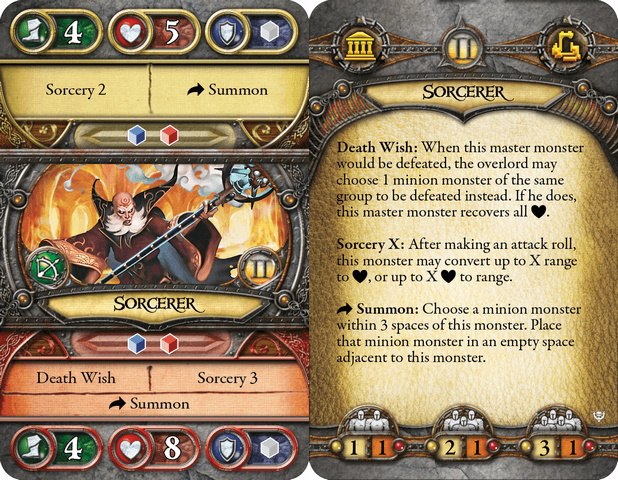 4 5
Sorcery 2 Summon
II
SORCERER
Death Wish Sorcery 3
Summon
4 8
II
SORCERER
Death Wish: When this master monster
would be defeated, the overlord may
choose 1 minion monster of the same
group to be defeated instead. If he does,
this master monster recovers all ♥.
Sorcery X: After making an attack roll,
this monster may convert up to X range
to ♥, or up to X ♥ to range.
Summon: Choose a minion monster
within 3 spaces of this monster. Place
that minion monster in an empty space
adjacent to this monster.
1 1 2 1 3 1